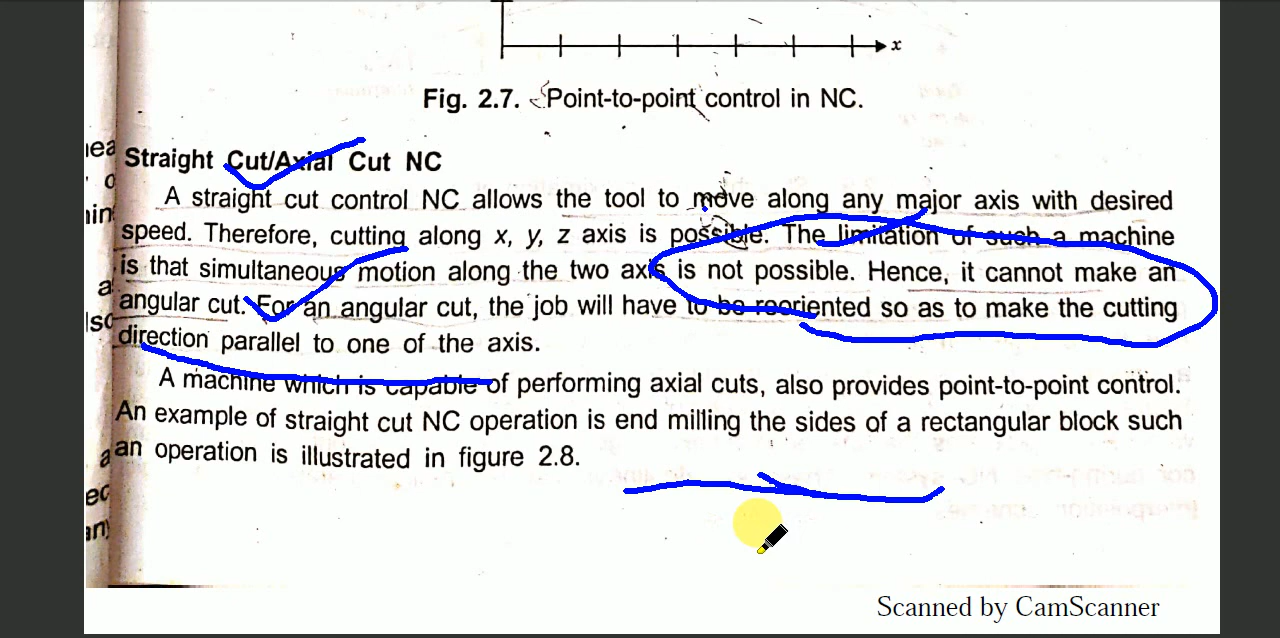 x
Fig. 2.7. Point-to-point control in NC.
Straight Cut/Axial Cut NC
A straight cut control NC allows the tool to move along any major axis with desired
speed. Therefore, cutting along x, y, z axis is possible. The limitation of such a machine
is that simultaneous motion along the two axis is not possible. Hence, it cannot make an
angular cut. For an angular cut, the job will have to be reoriented so as to make the cutting
direction parallel to one of the axis.
A machine which is capable of performing axial cuts, also provides point-to-point control.
An example of straight cut NC operation is end milling the sides of a rectangular block such
an operation is illustrated in figure 2.8.
Scanned by CamScanner